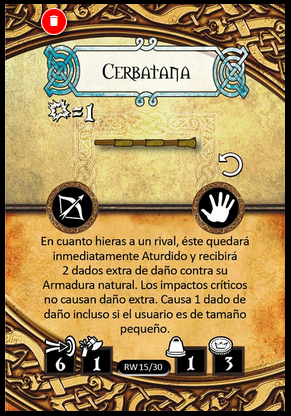 CERBATANA
=1
En cuanto hieras a un rival, éste quedará
inmediatamente Aturdido y recibirá
2 dados extra de daño contra su
Armadura natural. Los impactos críticos
no causan daño extra. Causa 1 dado de
daño incluso si el usuario es de tamaño
pequeño.
6 1 RW 15/30 1 3